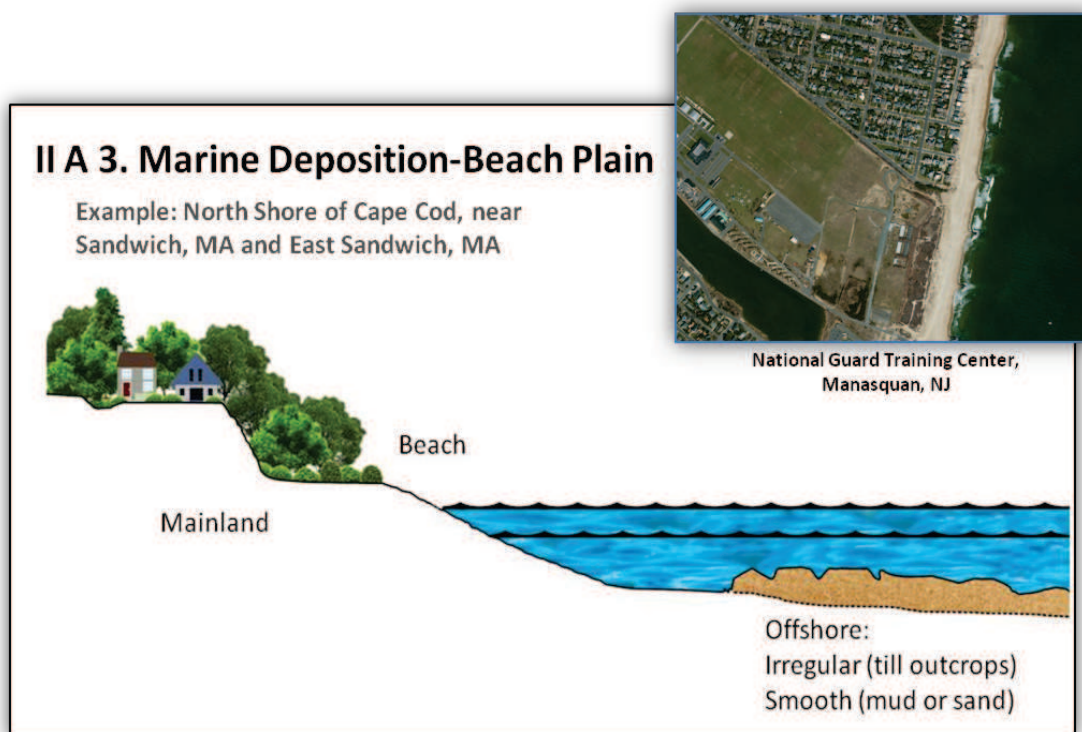 II A 3. Marine Deposition-Beach Plain
Example: North Shore of Cape Cod, near
Sandwich, MA and East Sandwich, MA
National Guard Training Center,
Manasquan, NJ
Beach
Mainland
Offshore:
Irregular (till outcrops)
Smooth (mud or sand)